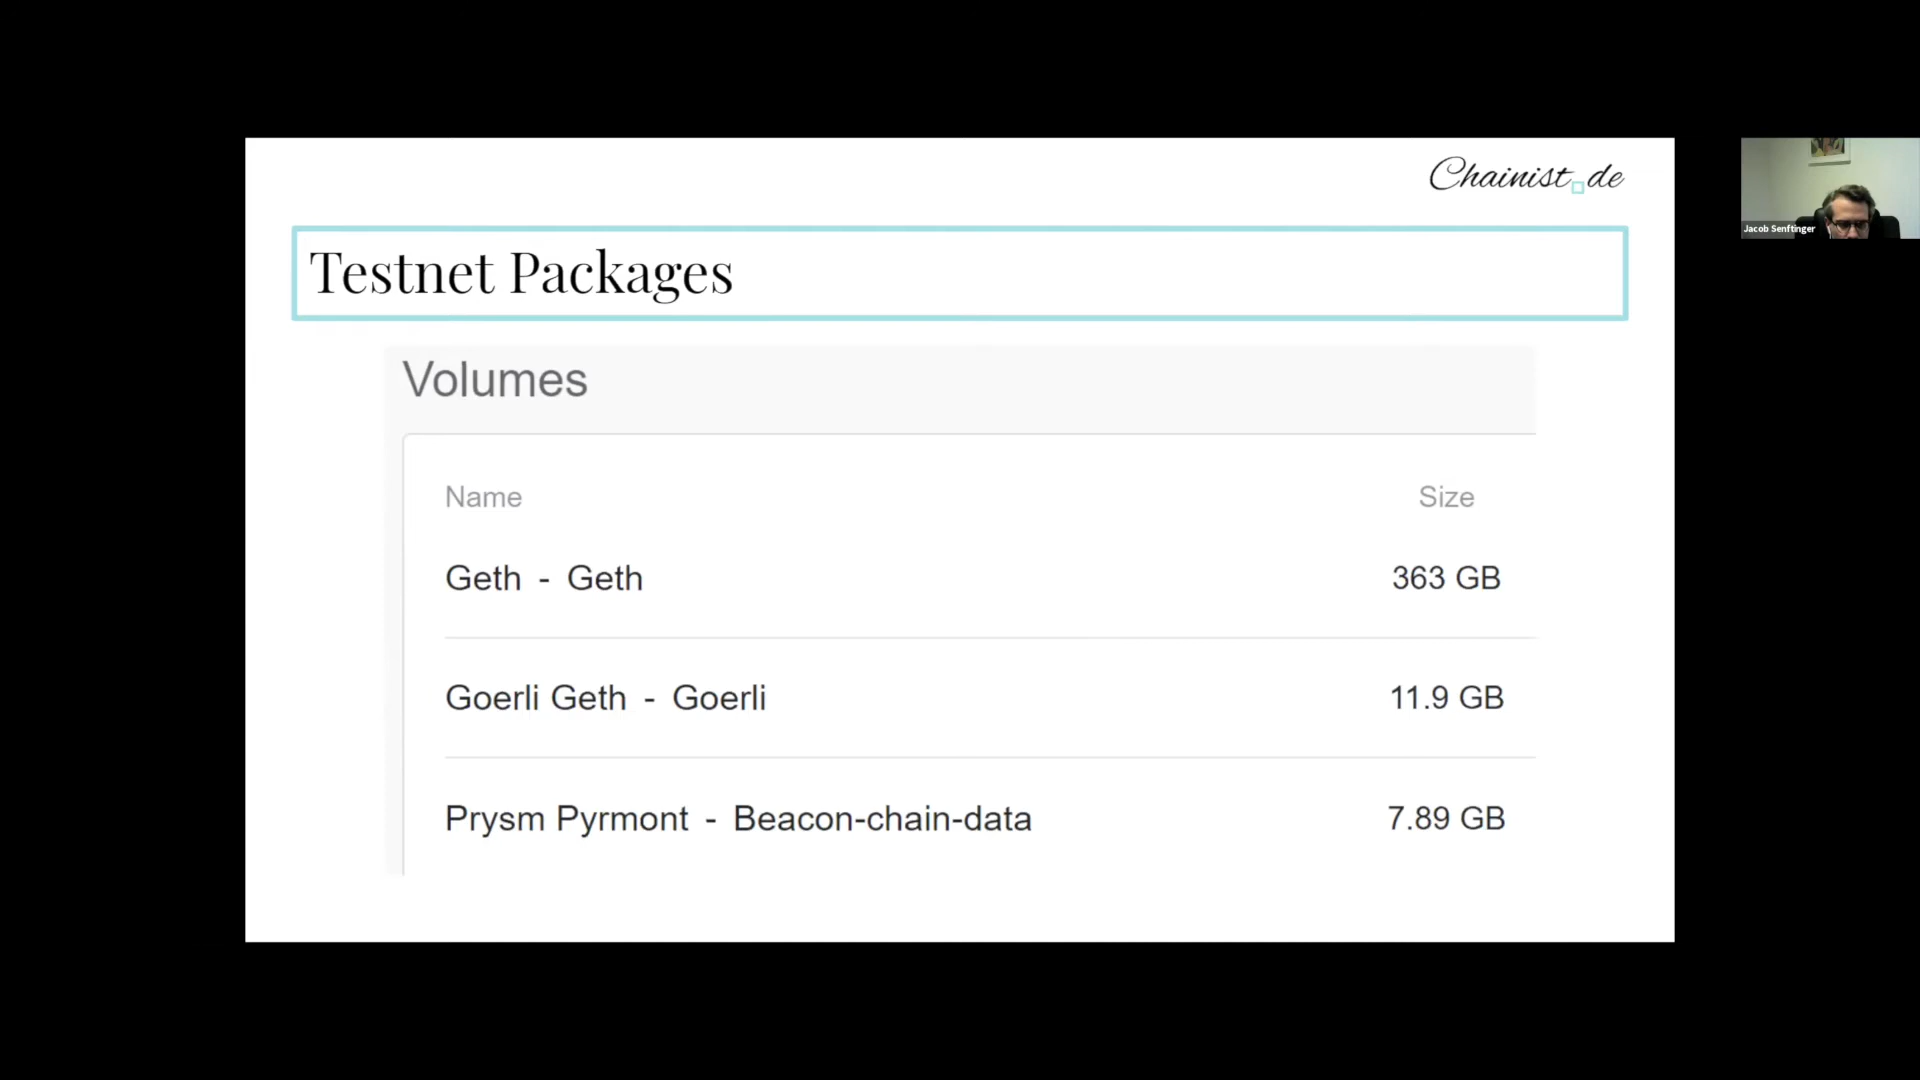 Chainist.de
Testnet Packages
Jacob Senftinger
Volumes
Name Size
Geth - Geth 363 GB
Goerli Geth - Goerli 11.9 GB
Prysm Pyrmont - Beacon-chain-data 7.89 GB